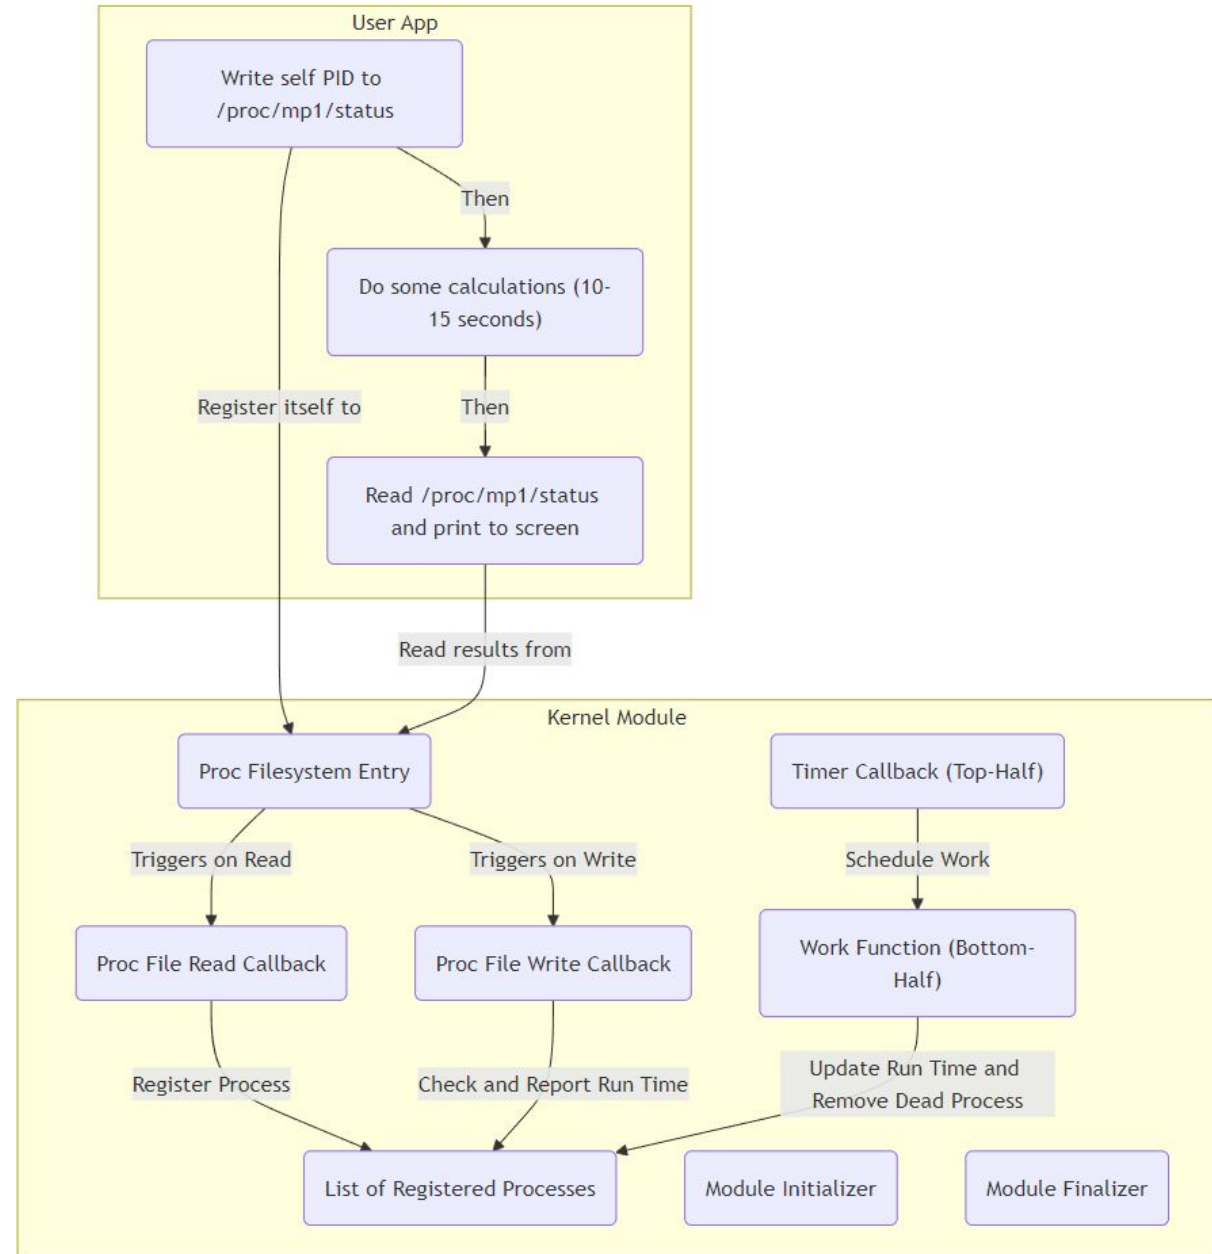 User App
Write self PID to
/proc/mp1/status
Then
Do some calculations (10-
15 seconds)
Register itself to
Then
Read /proc/mp1/status
and print to screen
Read results from
Kernel Module
Proc Filesystem Entry
Timer Callback (Top-Half)
Triggers on Read
Triggers on Write
Schedule Work
Proc File Read Callback
Proc File Write Callback
Work Function (Bottom-
Half)
Register Process
Check and Report Run Time
Update Run Time and
Remove Dead Process
List of Registered Processes
Module Initializer
Module Finalizer